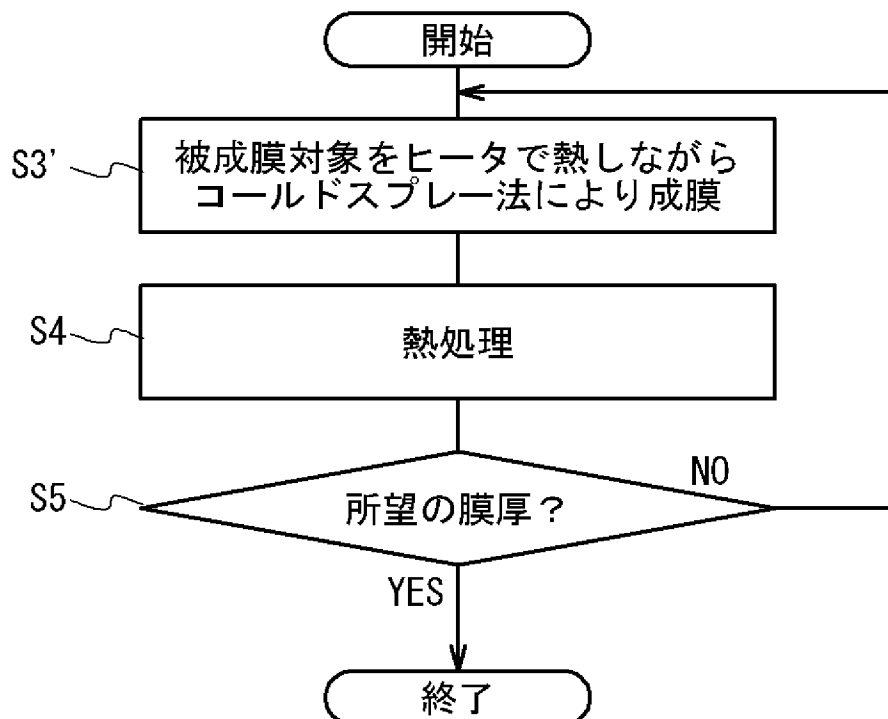 開始
S3'
被成膜対象をヒータで熱しながら
コールドスプレー法により成膜
S4
熱処理
S5
所望の膜厚？
NO
YES
終了